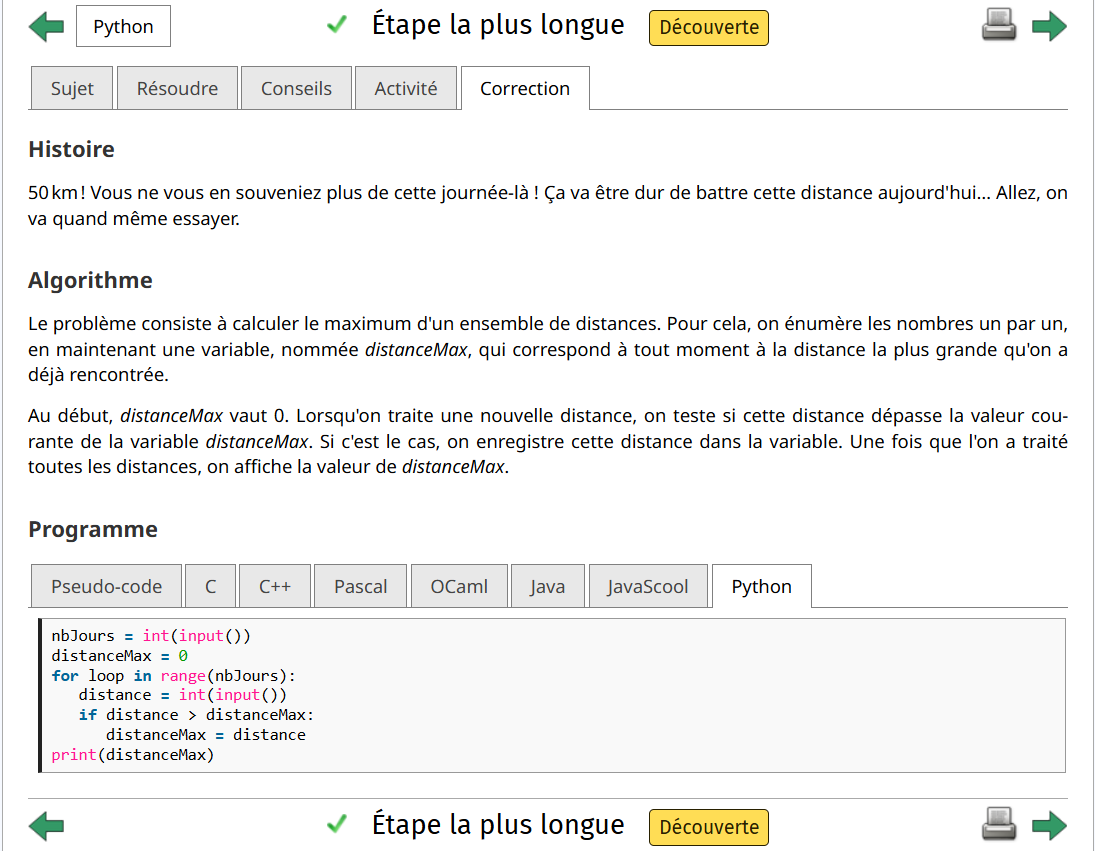 Python
Étape la plus longue
Découverte
Sujet
Résoudre
Conseils
Activité
Correction
Histoire
50 km ! Vous ne vous en souveniez plus de cette journée-là ! Ça va être dur de battre cette distance aujourd'hui... Allez, on
va quand même essayer.
Algorithme
Le problème consiste à calculer le maximum d'un ensemble de distances. Pour cela, on énumère les nombres un par un,
en maintenant une variable, nommée distanceMax, qui correspond à tout moment à la distance la plus grande qu'on a
déjà rencontrée.
Au début, distanceMax vaut 0. Lorsqu'on traite une nouvelle distance, on teste si cette distance dépasse la valeur cou-
rante de la variable distanceMax. Si c'est le cas, on enregistre cette distance dans la variable. Une fois que l'on a traité
toutes les distances, on affiche la valeur de distanceMax.
Programme
Pseudo-code
C
C++
Pascal
OCaml
Java
JavaScool
Python
nbJours = int(input())
distanceMax = 0
for loop in range(nbJours):
   distance = int(input())
   if distance > distanceMax:
      distanceMax = distance
print(distanceMax)
Étape la plus longue
Découverte